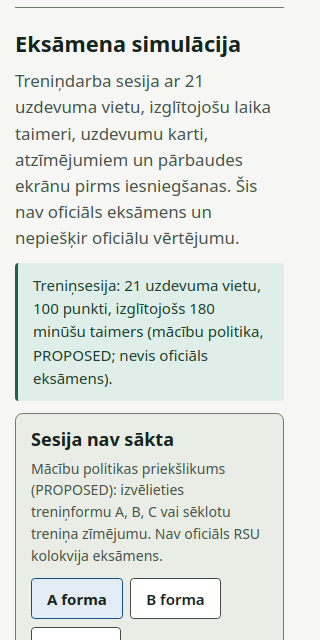 Eksāmena simulācija
Treniņdarba sesija ar 21
uzdevuma vietu, izglītojošu laika
taimeri, uzdevumu karti,
atzīmējumiem un pārbaudes
ekrānu pirms iesniegšanas. Šis
nav oficiāls eksāmens un
nepiešķir oficiālu vērtējumu.
Treniņsesija: 21 uzdevuma vietu,
100 punkti, izglītojošs 180
minūšu taimers (mācību politika,
PROPOSED; nevis oficiāls
eksāmens).
Sesija nav sākta
Mācību politikas priekšlikums
(PROPOSED): izvēlieties
treniņformu A, B, C vai sēklotu
treniņa zīmējumu. Nav oficiāls RSU
kolokvija eksāmens.
A forma
B forma